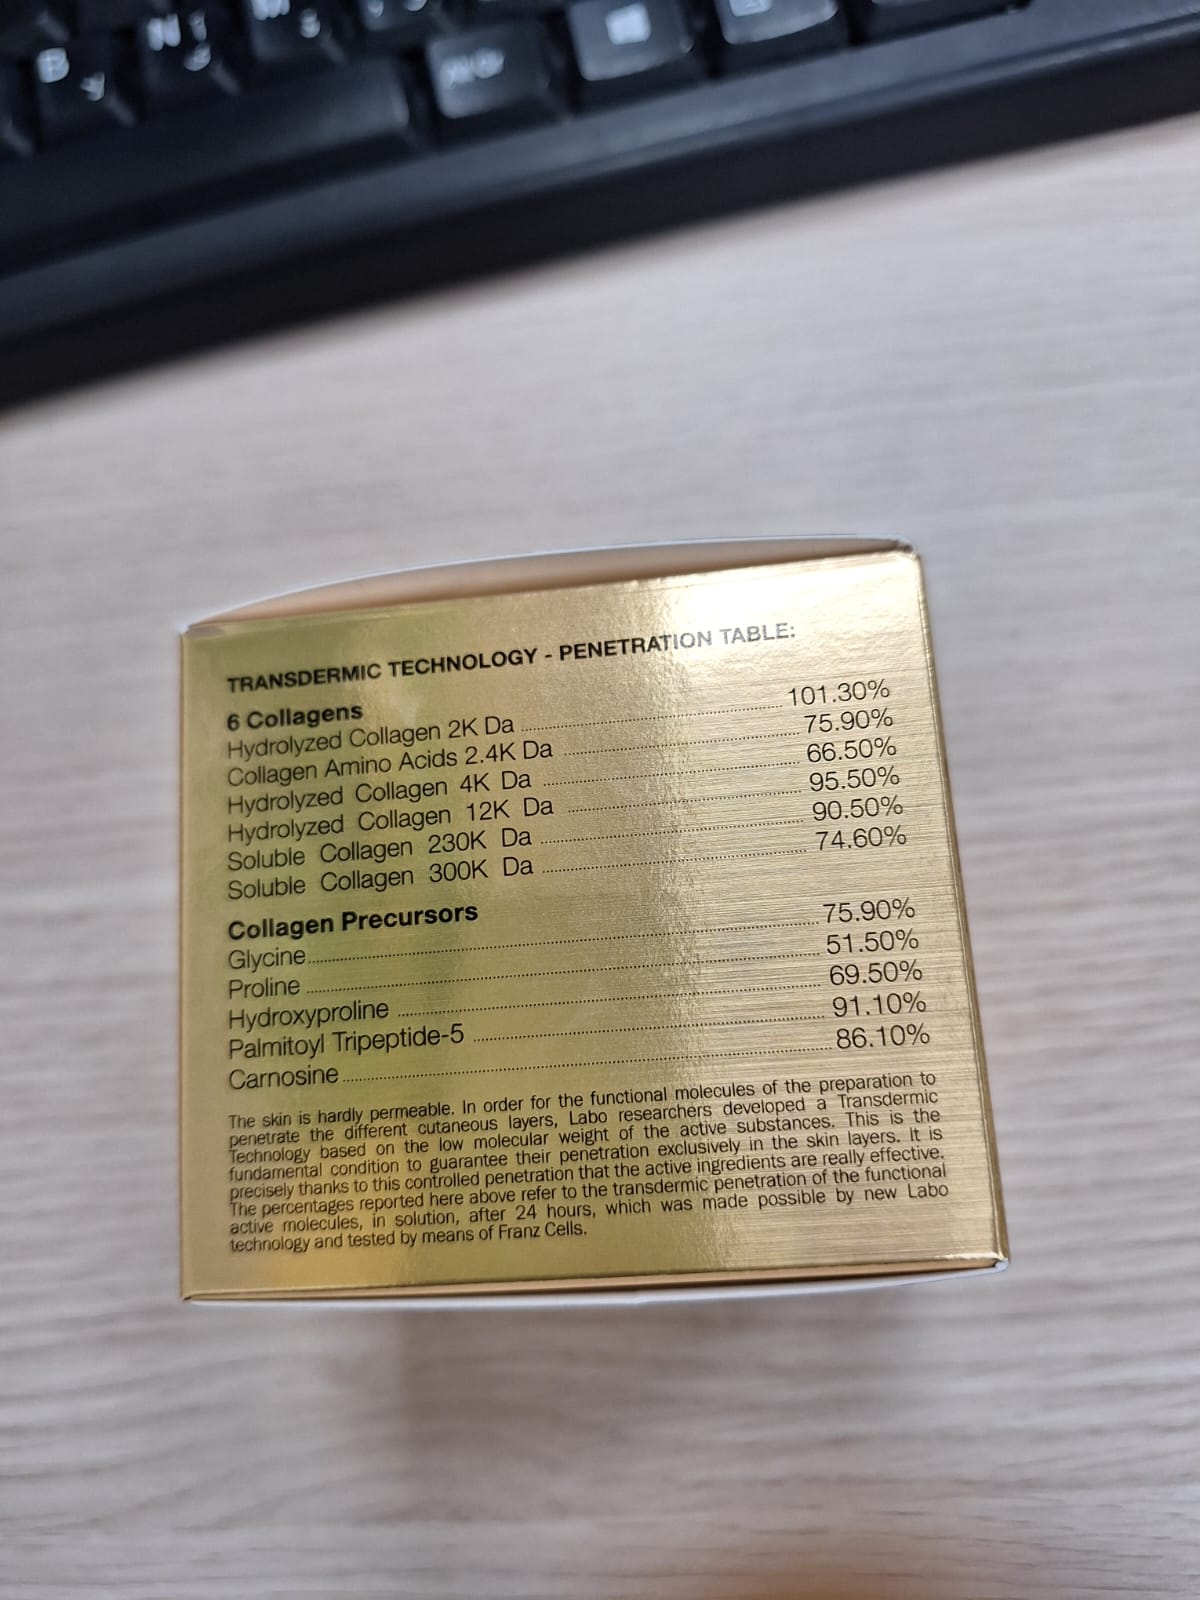 B
N
Alt Gr
TRANSDERMIC TECHNOLOGY - PENETRATION TABLE:
6 Collagens
Hydrolyzed Collagen 2K Da ........ 101.30%
Collagen Amino Acids 2.4K Da ........ 75.90%
Hydrolyzed Collagen 4K Da ........ 66.50%
Hydrolyzed Collagen 12K Da ........ 95.50%
Soluble Collagen 230K Da ........ 90.50%
Soluble Collagen 300K Da ........ 74.60%
Collagen Precursors
Glycine ........ 75.90%
Proline ........ 51.50%
Hydroxyproline ........ 69.50%
Palmitoyl Tripeptide-5 ........ 91.10%
Carnosine ........ 86.10%
The skin is hardly permeable. In order for the functional molecules of the preparation to
penetrate the different cutaneous layers, Labo researchers developed a Transdermic
Technology based on the low molecular weight of the active substances. This is the
fundamental condition to guarantee their penetration exclusively in the skin layers. It is
precisely thanks to this controlled penetration that the active ingredients are really effective.
The percentages reported here above refer to the transdermic penetration of the functional
active molecules, in solution, after 24 hours, which was made possible by new Labo
technology and tested by means of Franz Cells.